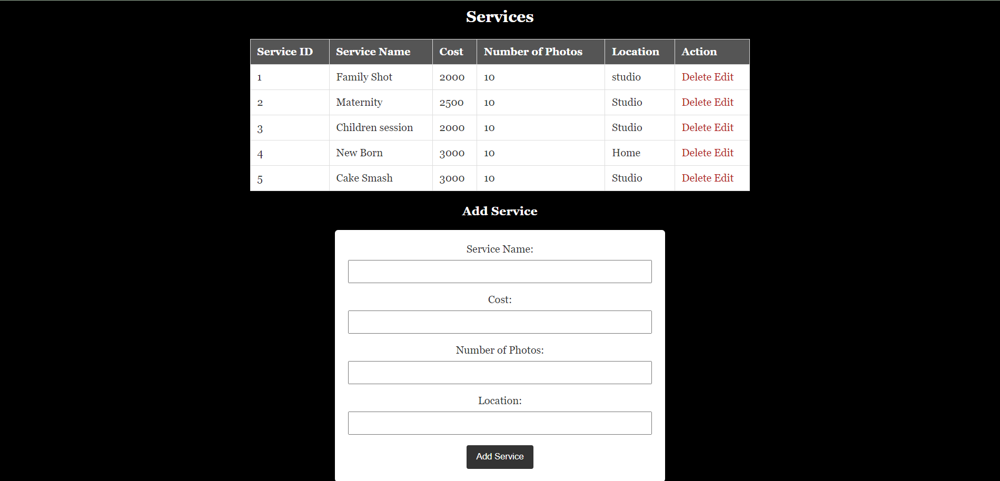 Services
Service ID Service Name Cost Number of Photos Location Action
1 Family Shot 2000 10 studio Delete Edit
2 Maternity 2500 10 Studio Delete Edit
3 Children session 2000 10 Studio Delete Edit
4 New Born 3000 10 Home Delete Edit
5 Cake Smash 3000 10 Studio Delete Edit
Add Service
Service Name:
Cost:
Number of Photos:
Location:
Add Service